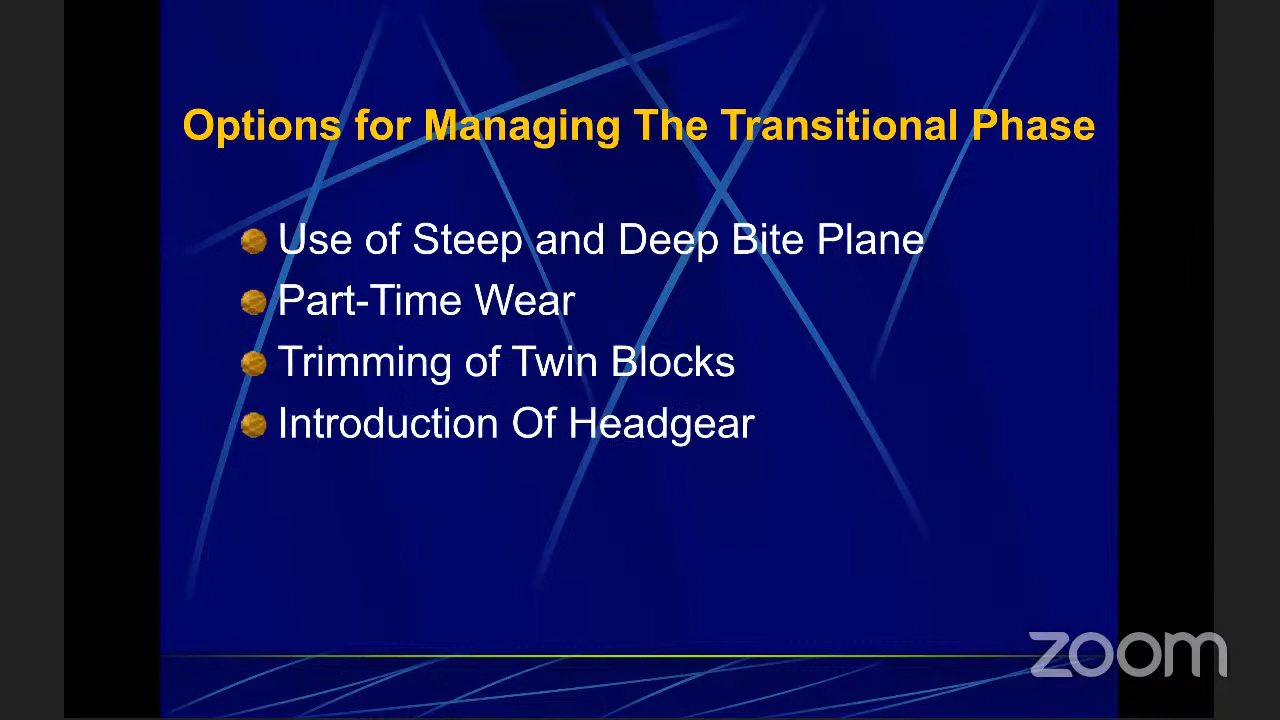 Options for Managing The Transitional Phase
Use of Steep and Deep Bite Plane
Part-Time Wear
Trimming of Twin Blocks
Introduction Of Headgear
zoom